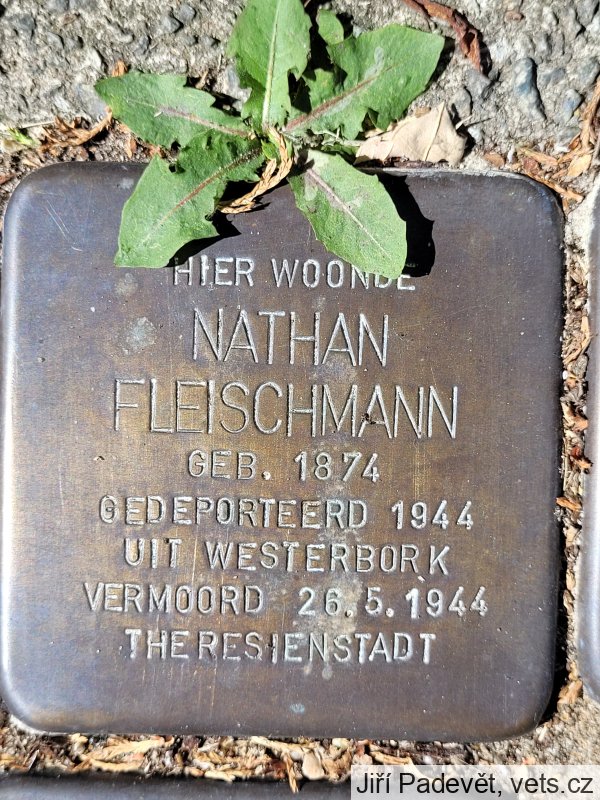 HIER WOONDE
NATHAN
FLEISCHMANN
GEB. 1874
GEDEPORTEERD 1944
UIT WESTERBORK
VERMOORD 26.5.1944
THERESIENSTADT
Jiří Padevět, vets.cz